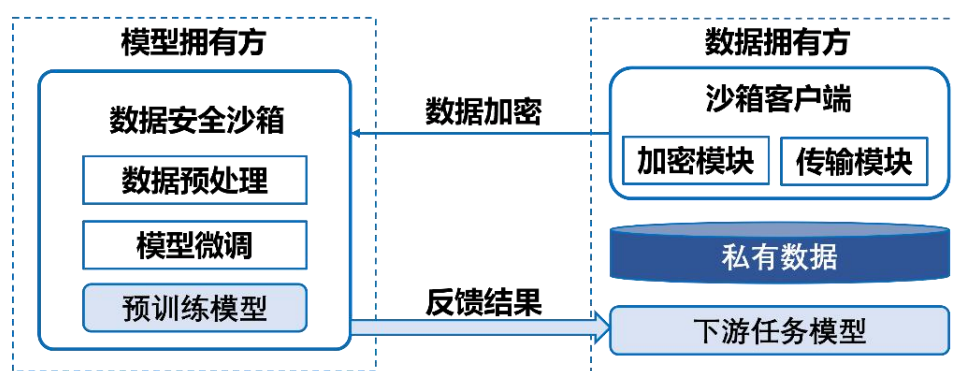 模型拥有方
数据安全沙箱
数据预处理
模型微调
预训练模型
数据加密
反馈结果
数据拥有方
沙箱客户端
加密模块
传输模块
私有数据
下游任务模型